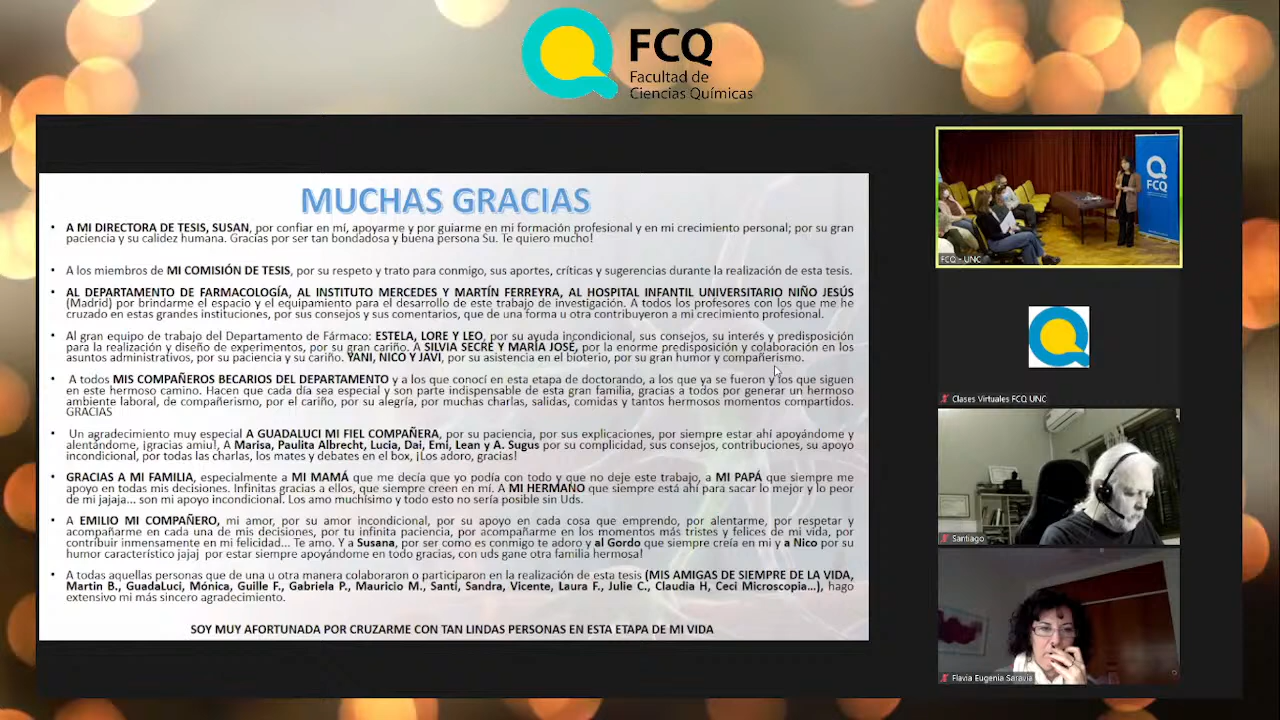 FCQ
Facultad de
Ciencias Químicas
MUCHAS GRACIAS
• A MI DIRECTORA DE TESIS, SUSAN, por confiar en mí, apoyarme y por guiarme en mi formación profesional y en mi crecimiento personal; por su gran
paciencia y su calidez humana. Gracias por ser tan bondadosa y buena persona Su. Te quiero mucho!
• A los miembros de MI COMISIÓN DE TESIS, por su respeto y trato para conmigo, sus aportes, críticas y sugerencias durante la realización de esta tesis.
• AL DEPARTAMENTO DE FARMACOLOGÍA, AL INSTITUTO MERCEDES Y MARTÍN FERREYRA, AL HOSPITAL INFANTIL UNIVERSITARIO NIÑO JESÚS
(Madrid) por brindarme el espacio y el equipamiento para el desarrollo de este trabajo de investigación. A todos los profesores con los que me he
cruzado en estas grandes instituciones, por sus consejos y sus comentarios, que de una forma u otra contribuyeron a mi crecimiento profesional.
• Al gran equipo de trabajo del Departamento de Fármaco: ESTELA, LORE Y LEO, por su ayuda incondicional, sus consejos, su interés y predisposición
para la realización y diseño de experimentos, por su gran cariño. A SILVIA SECRE Y MARÍA JOSÉ, por la enorme predisposición y colaboración en los
asuntos administrativos, por su paciencia y su cariño. YANI, NICO Y JAVI, por su asistencia en el bioterio, por su gran humor y compañerismo.
• A todos MIS COMPAÑEROS BECARIOS DEL DEPARTAMENTO y a los que conocí en esta etapa de doctorando, a los que ya se fueron y los que siguen
en este hermoso camino. Hacen que cada día sea especial y son parte indispensable de esta gran familia, gracias a todos por generar un hermoso
ambiente laboral, de compañerismo, por el cariño, por su alegría, por muchas charlas, salidas, comidas y tantos hermosos momentos compartidos.
GRACIAS
• Un agradecimiento muy especial A GUADALUCI MI FIEL COMPAÑERA, por su paciencia, por sus explicaciones, por siempre estar ahí apoyándome y
alentándome, ¡gracias amiu!, A Marisa, Paulita Albrecht, Lucia, Dai, Emi, Lean y A. Sugus por su complicidad, sus consejos, contribuciones, su apoyo
incondicional, por todas las charlas, los mates y debates en el box, ¡Los adoro, gracias!
• GRACIAS A MI FAMILIA, especialmente a MI MAMÁ que me decía que yo podía con todo y que no deje este trabajo, a MI PAPÁ que siempre me
apoyo en todas mis decisiones. Infinitas gracias a ellos, que siempre creen en mí. A MI HERMANO que siempre está ahí para sacar lo mejor y lo peor
de mi jajaja... son mi apoyo incondicional. Los amo muchísimo y todo esto no sería posible sin Uds.
• A EMILIO MI COMPAÑERO, mi amor, por su amor incondicional, por su apoyo en cada cosa que emprendo, por alentarme, por respetar y
acompañarme en cada una de mis decisiones, por tu infinita paciencia, por acompañarme en los momentos más tristes y felices de mi vida, por
contribuir inmensamente en mi felicidad... Te amo. Y a Susana, por ser como es conmigo te adoro y al Gordo que siempre creía en mi y a Nico por su
humor característico jajaj por estar siempre apoyándome en todo gracias, con uds gane otra familia hermosa!
• A todas aquellas personas que de una u otra manera colaboraron o participaron en la realización de esta tesis (MIS AMIGAS DE SIEMPRE DE LA VIDA,
Martin B., GuadaLuci, Mónica, Guille F., Gabriela P., Mauricio M., Santi, Sandra, Vicente, Laura F., Julie C., Claudia H, Ceci Microscopia...), hago
extensivo mi más sincero agradecimiento.
SOY MUY AFORTUNADA POR CRUZARME CON TAN LINDAS PERSONAS EN ESTA ETAPA DE MI VIDA
FCQ
FCQ - UNC
Clases Virtuales FCQ UNC
Santiago
Flavia Eugenia Saravia